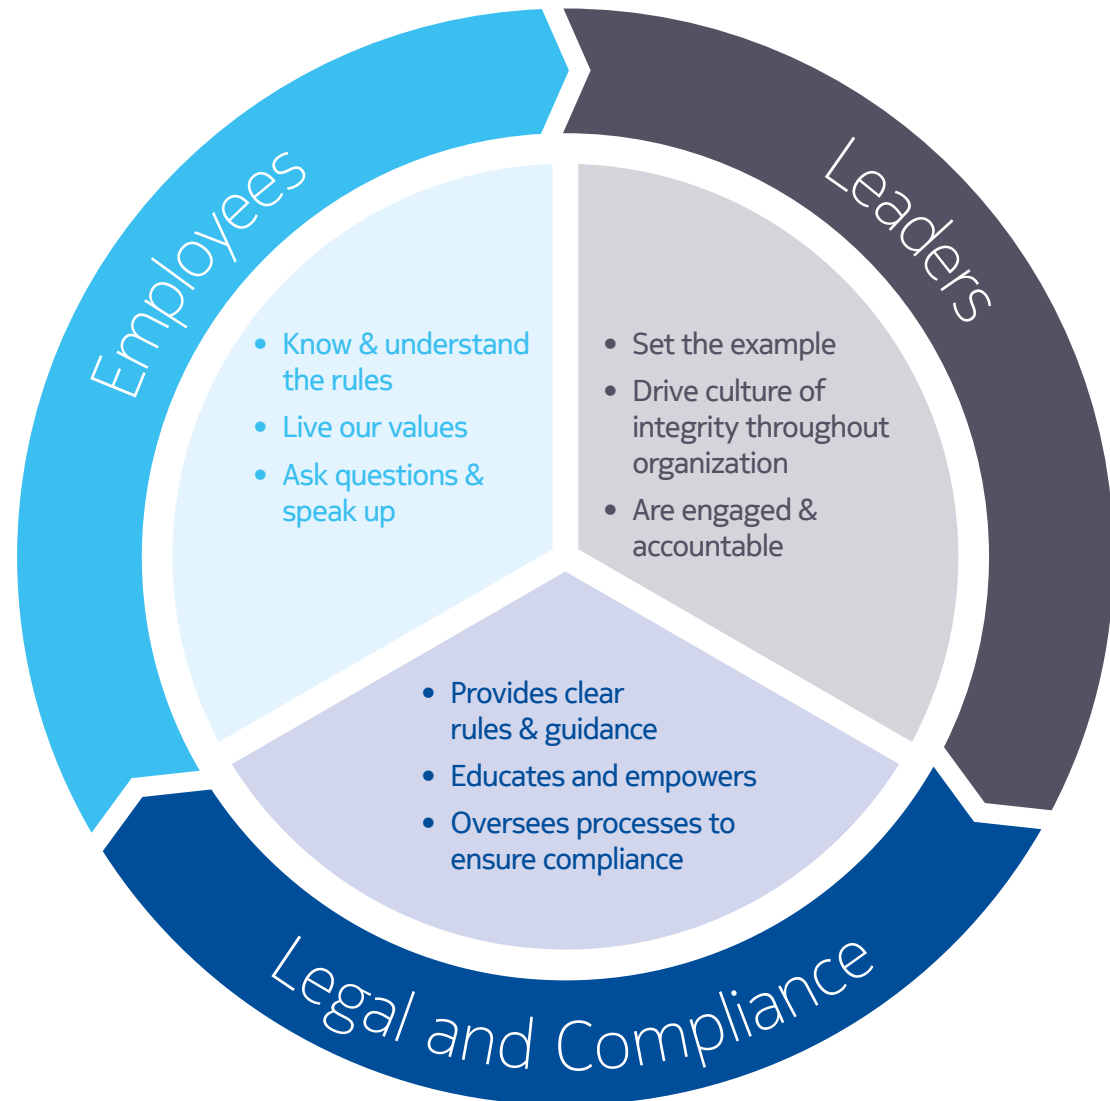 Employees
• Know & understand
the rules
• Live our values
• Ask questions &
speak up
Leaders
• Set the example
• Drive culture of
integrity throughout
organization
• Are engaged &
accountable
• Provides clear
rules & guidance
• Educates and empowers
• Oversees processes to
ensure compliance
Legal and Compliance